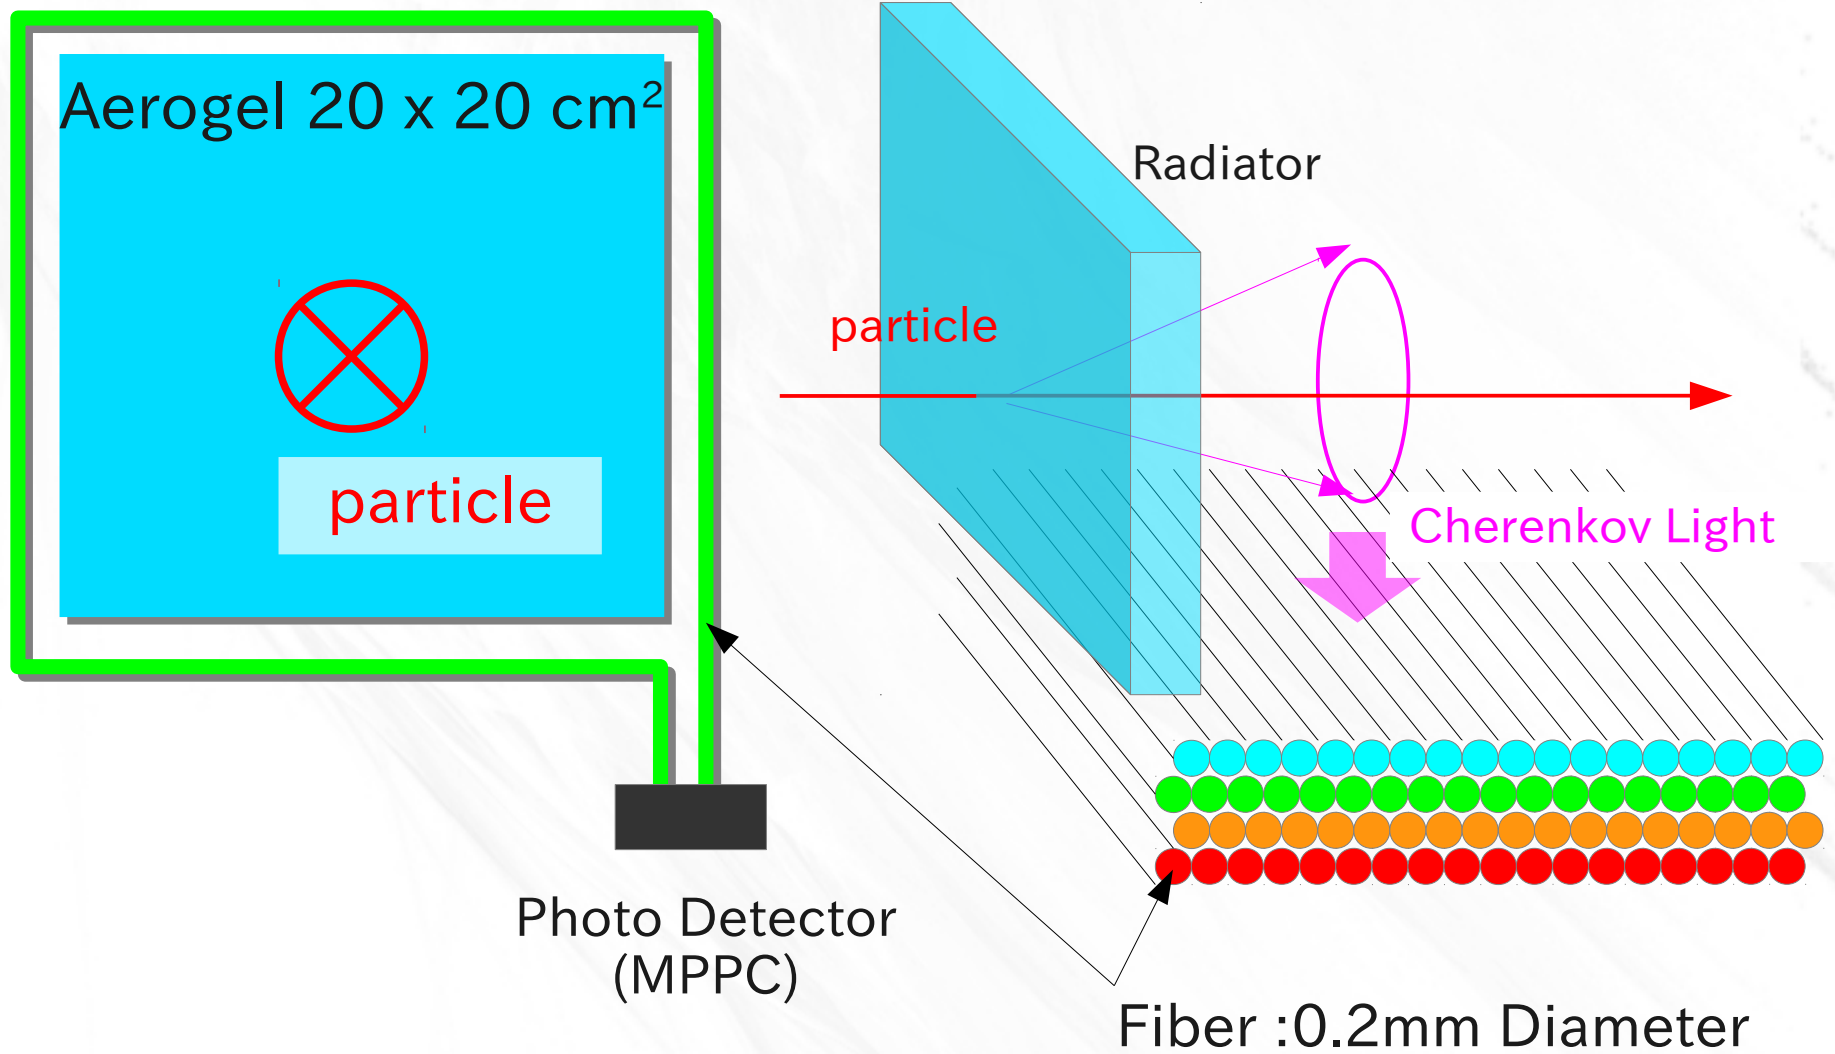 Aerogel 20 x 20 cm²
particle
Photo Detector
(MPPC)
Radiator
particle
Cherenkov Light
Fiber :0.2mm Diameter